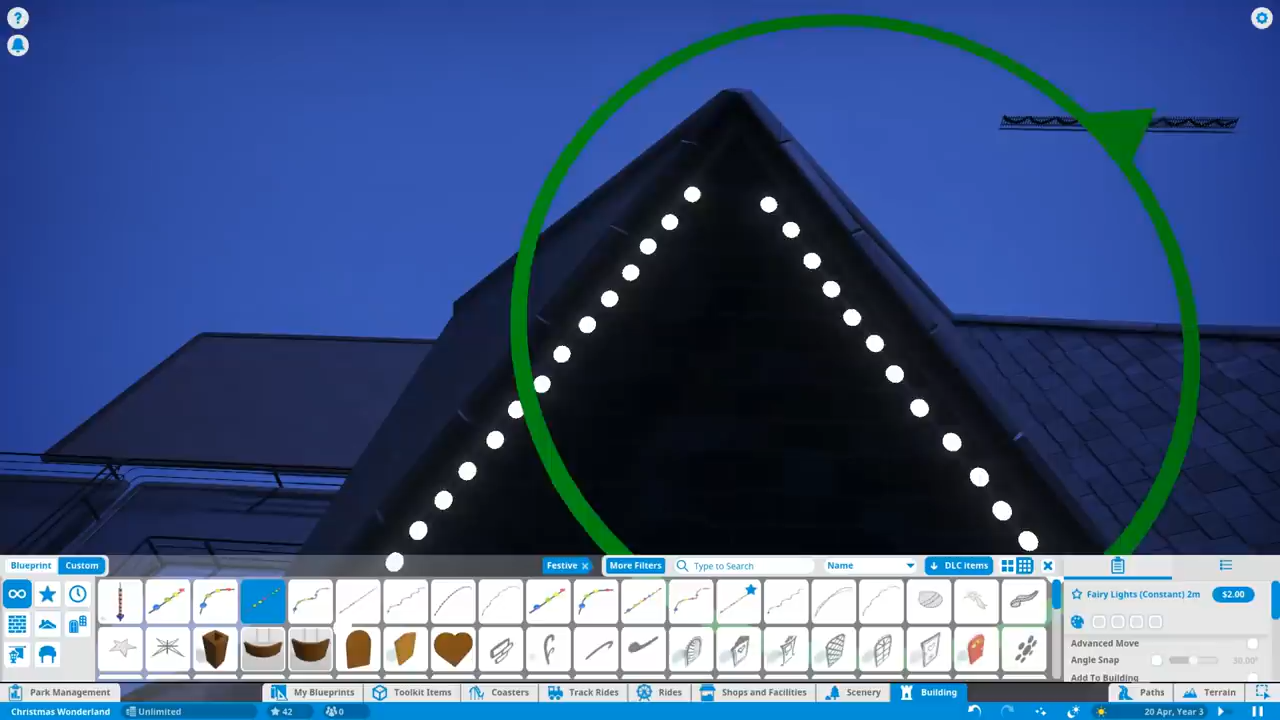 ?
Blueprint Custom Festive × More Filters Type to Search Name DLC items
Fairy Lights (Constant) 2m $2.00
Advanced Move
Angle Snap 30.00°
Add To Building
Park Management My Blueprints Toolkit Items Coasters Track Rides Rides Shops and Facilities Scenery Building Paths Terrain
Christmas Wonderland Unlimited 42 0 20 Apr, Year 3